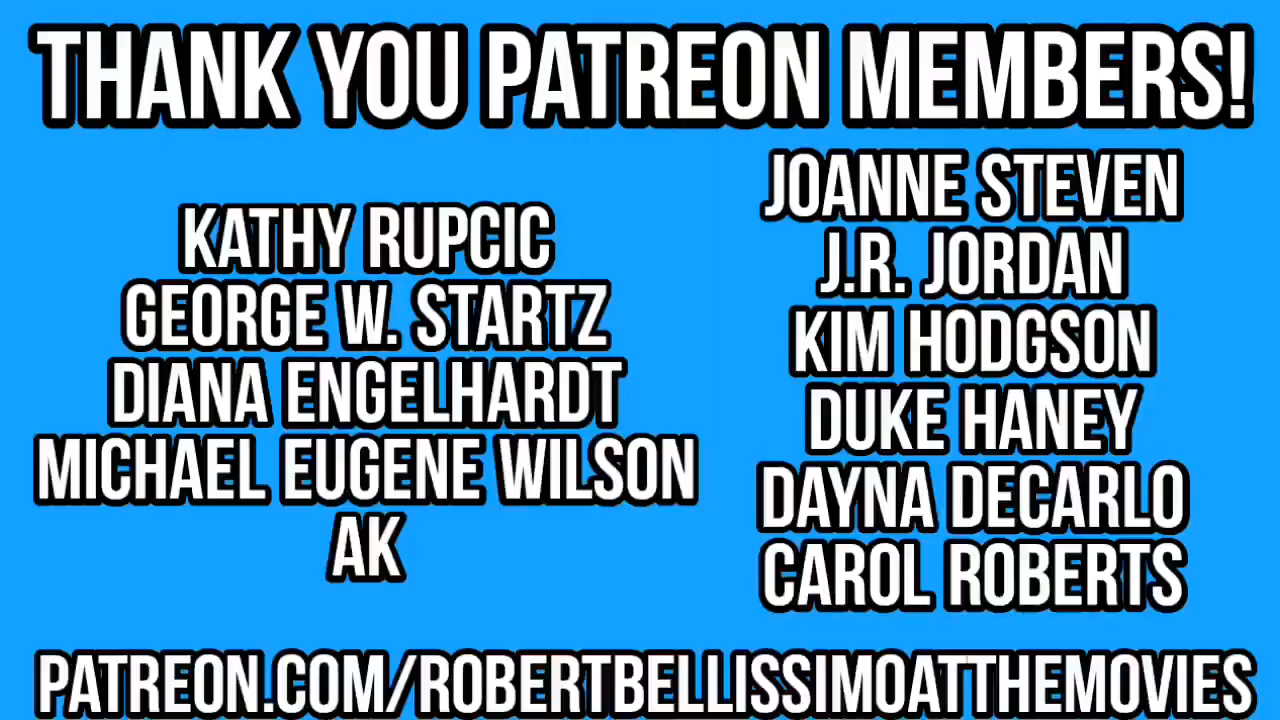 THANK YOU PATREON MEMBERS!
KATHY RUPCIC
GEORGE W. STARTZ
DIANA ENGELHARDT
MICHAEL EUGENE WILSON
AK
JOANNE STEVEN
J.R. JORDAN
KIM HODGSON
DUKE HANEY
DAYNA DECARLO
CAROL ROBERTS
PATREON.COM/ROBERTBELLISSIMOATTHEMOVIES